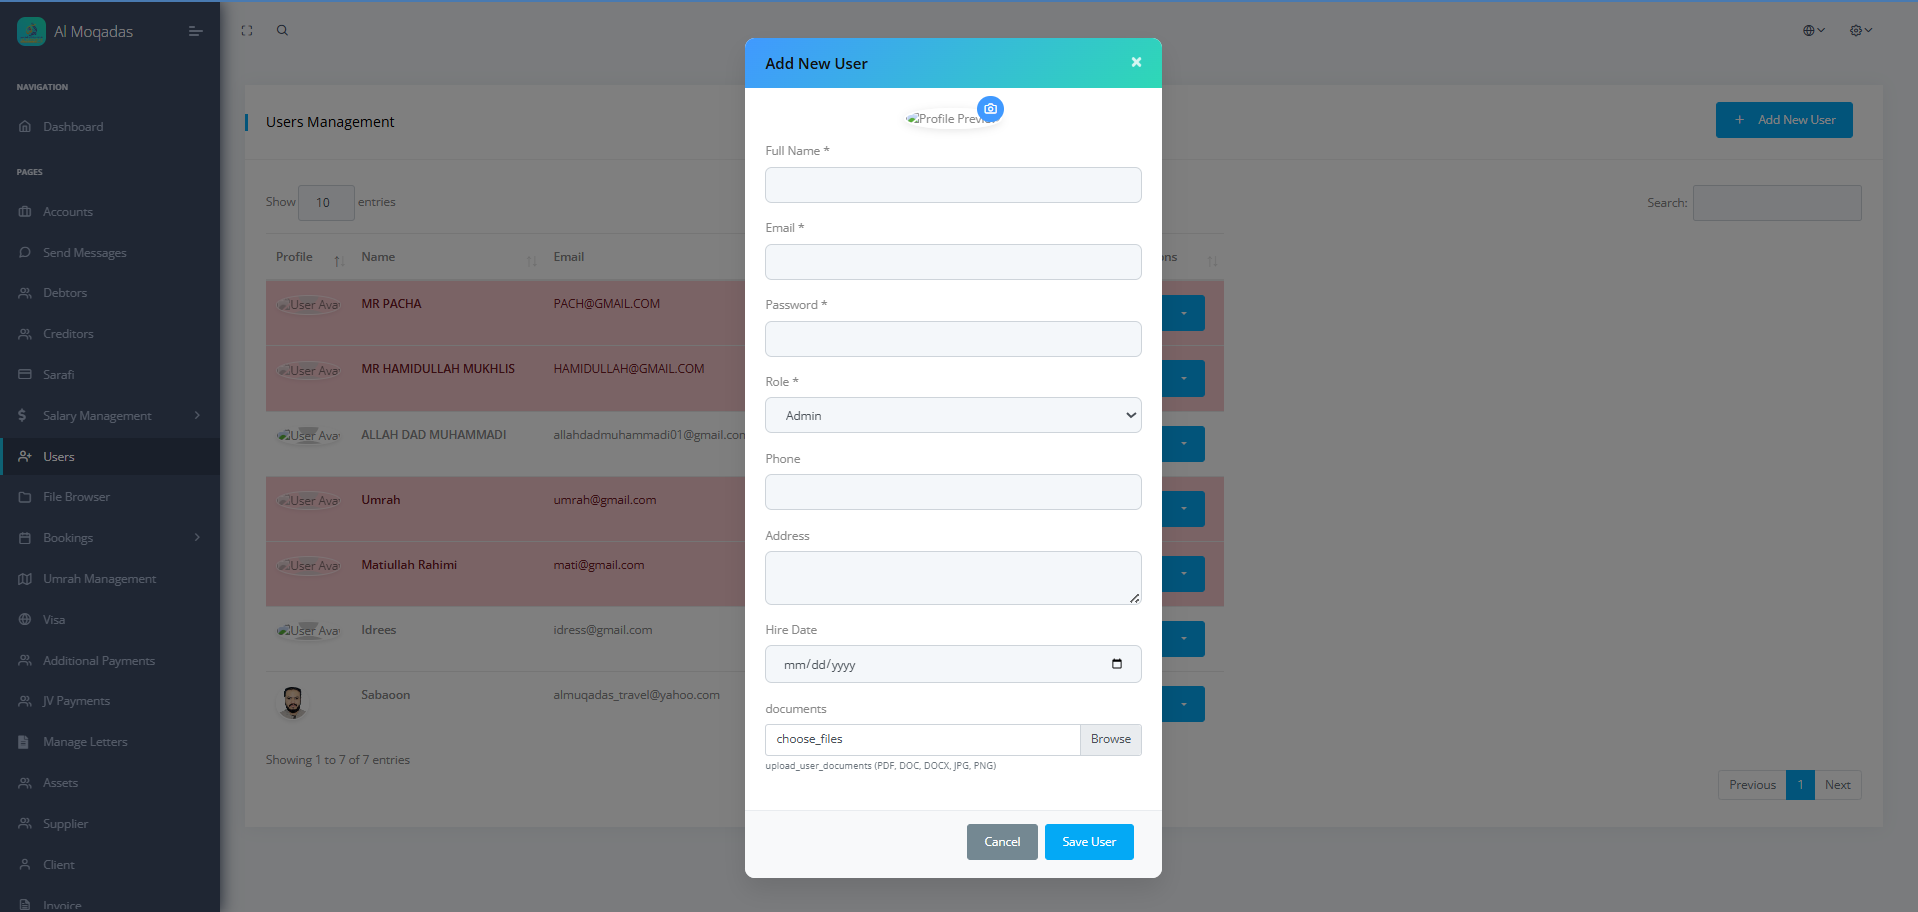 Al Moqadas
NAVIGATION
Dashboard
PAGES
Accounts
Send Messages
Debtors
Creditors
Sarafi
Salary Management
Users
File Browser
Bookings
Umrah Management
Visa
Additional Payments
JV Payments
Manage Letters
Assets
Supplier
Client
Invoice
Users Management
+ Add New User
Show 10 entries
Search:
Profile Name Email ns
User Ava MR PACHA PACH@GMAIL.COM
User Ava MR HAMIDULLAH MUKHLIS HAMIDULLAH@GMAIL.COM
User Ava ALLAH DAD MUHAMMADI allahdadmuhammadi01@gmail.com
User Ava Umrah umrah@gmail.com
User Ava Matiullah Rahimi mati@gmail.com
User Ava Idrees idress@gmail.com
Sabaoon almuqadas_travel@yahoo.com
Showing 1 to 7 of 7 entries
Previous 1 Next
Add New User ×
Profile Previ
Full Name *
Email *
Password *
Role *
Admin
Phone
Address
Hire Date
mm/dd/yyyy
documents
choose_files Browse
upload_user_documents (PDF, DOC, DOCX, JPG, PNG)
Cancel Save User